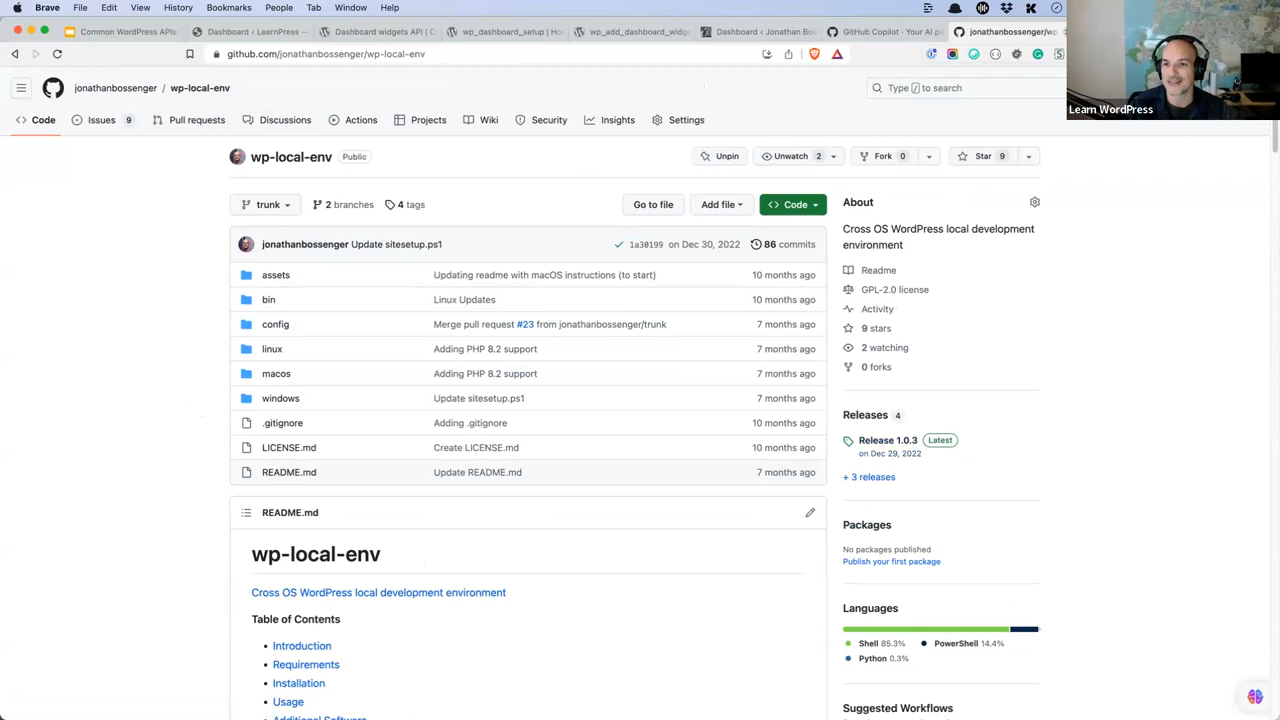 Brave File Edit View History Bookmarks People Tab Window Help
Common WordPress APIs: Dashboard ‹ LearnPress — Dashboard widgets API | C wp_dashboard_setup | Ho wp_add_dashboard_widg Dashboard ‹ Jonathan Bos GitHub Copilot · Your AI p jonathanbossenger/wp
github.com/jonathanbossenger/wp-local-env
jonathanbossenger / wp-local-env
Type / to search
Learn WordPress
Code Issues 9 Pull requests Discussions Actions Projects Wiki Security Insights Settings
wp-local-env Public
Unpin Unwatch 2 Fork 0 Star 9
trunk 2 branches 4 tags Go to file Add file Code
jonathanbossenger Update sitesetup.ps1 1a30199 on Dec 30, 2022 86 commits
assets Updating readme with macOS instructions (to start) 10 months ago
bin Linux Updates 10 months ago
config Merge pull request #23 from jonathanbossenger/trunk 7 months ago
linux Adding PHP 8.2 support 7 months ago
macos Adding PHP 8.2 support 7 months ago
windows Update sitesetup.ps1 7 months ago
.gitignore Adding .gitignore 10 months ago
LICENSE.md Create LICENSE.md 10 months ago
README.md Update README.md 7 months ago
README.md
wp-local-env
Cross OS WordPress local development environment
Table of Contents
Introduction
Requirements
Installation
Usage
Additional Software
About
Cross OS WordPress local development
environment
Readme
GPL-2.0 license
Activity
9 stars
2 watching
0 forks
Releases 4
Release 1.0.3 Latest
on Dec 29, 2022
+ 3 releases
Packages
No packages published
Publish your first package
Languages
Shell 85.3% PowerShell 14.4%
Python 0.3%
Suggested Workflows